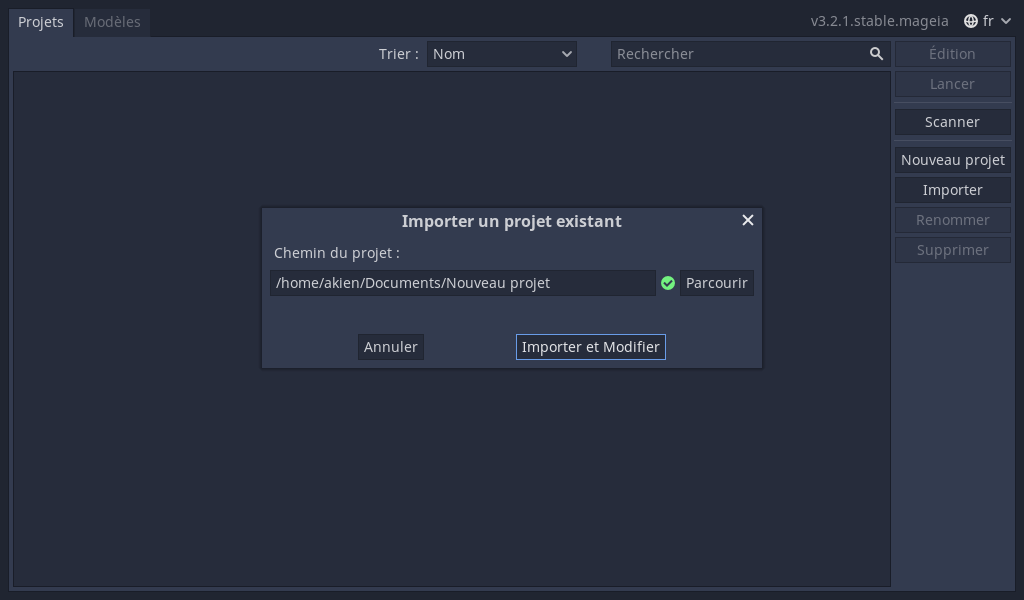 Projets Modèles v3.2.1.stable.mageia fr
Trier : Nom Rechercher Édition
Lancer
Scanner
Nouveau projet
Importer
Renommer
Supprimer
Importer un projet existant
Chemin du projet :
/home/akien/Documents/Nouveau projet Parcourir
Annuler Importer et Modifier